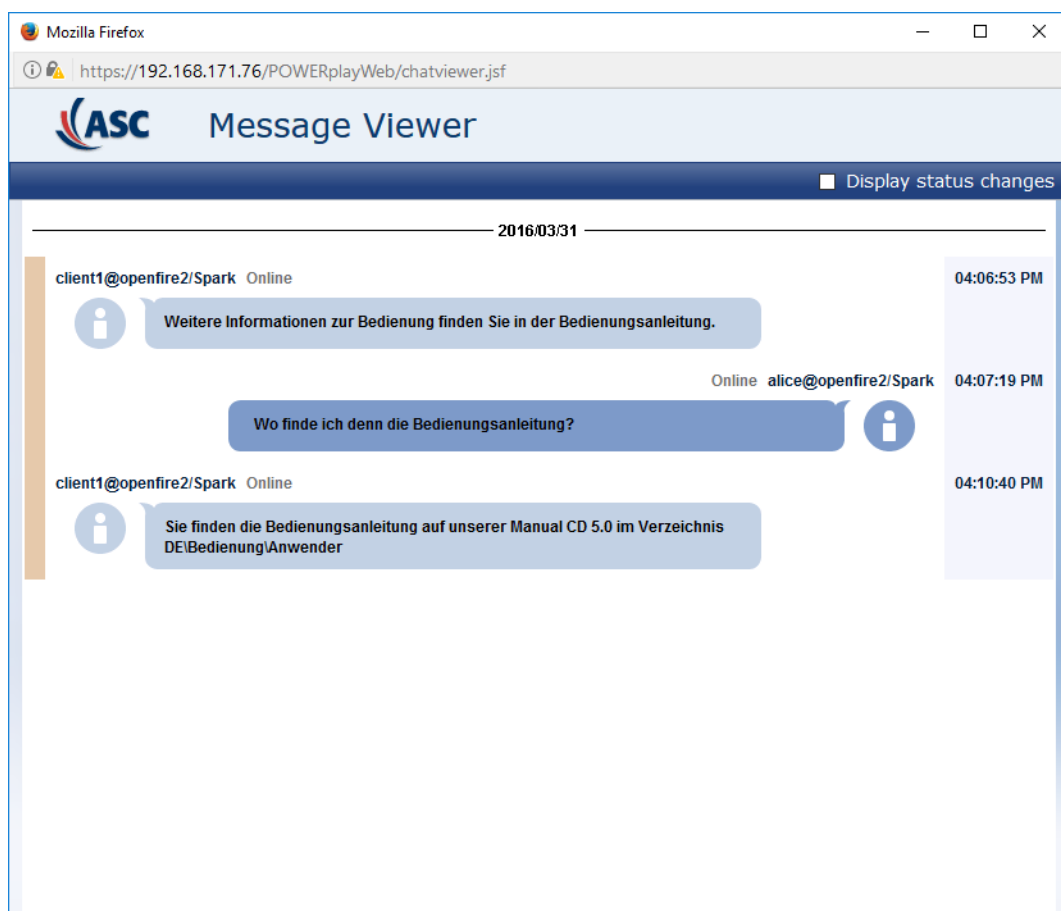 Mozilla Firefox
https://192.168.171.76/POWERplayWeb/chatviewer.jsf
ASC Message Viewer
Display status changes
2016/03/31
client1@openfire2/Spark Online 04:06:53 PM
Weitere Informationen zur Bedienung finden Sie in der Bedienungsanleitung.
Online alice@openfire2/Spark 04:07:19 PM
Wo finde ich denn die Bedienungsanleitung?
client1@openfire2/Spark Online 04:10:40 PM
Sie finden die Bedienungsanleitung auf unserer Manual CD 5.0 im Verzeichnis
DE\Bedienung\Anwender